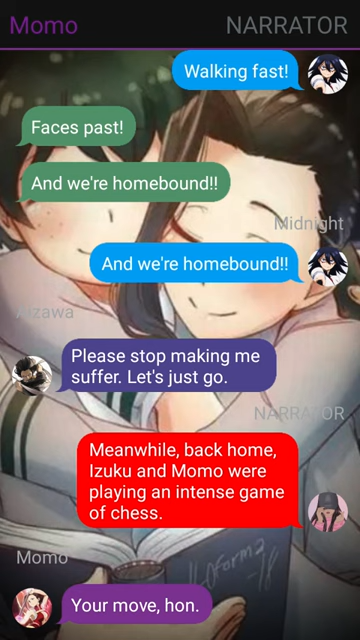 Momo NARRATOR
Walking fast!
Faces past!
And we're homebound!!
Midnight
And we're homebound!!
Aizawa
Please stop making me
suffer. Let's just go.
NARRATOR
Meanwhile, back home,
Izuku and Momo were
playing an intense game
of chess.
Momo
Your move, hon.